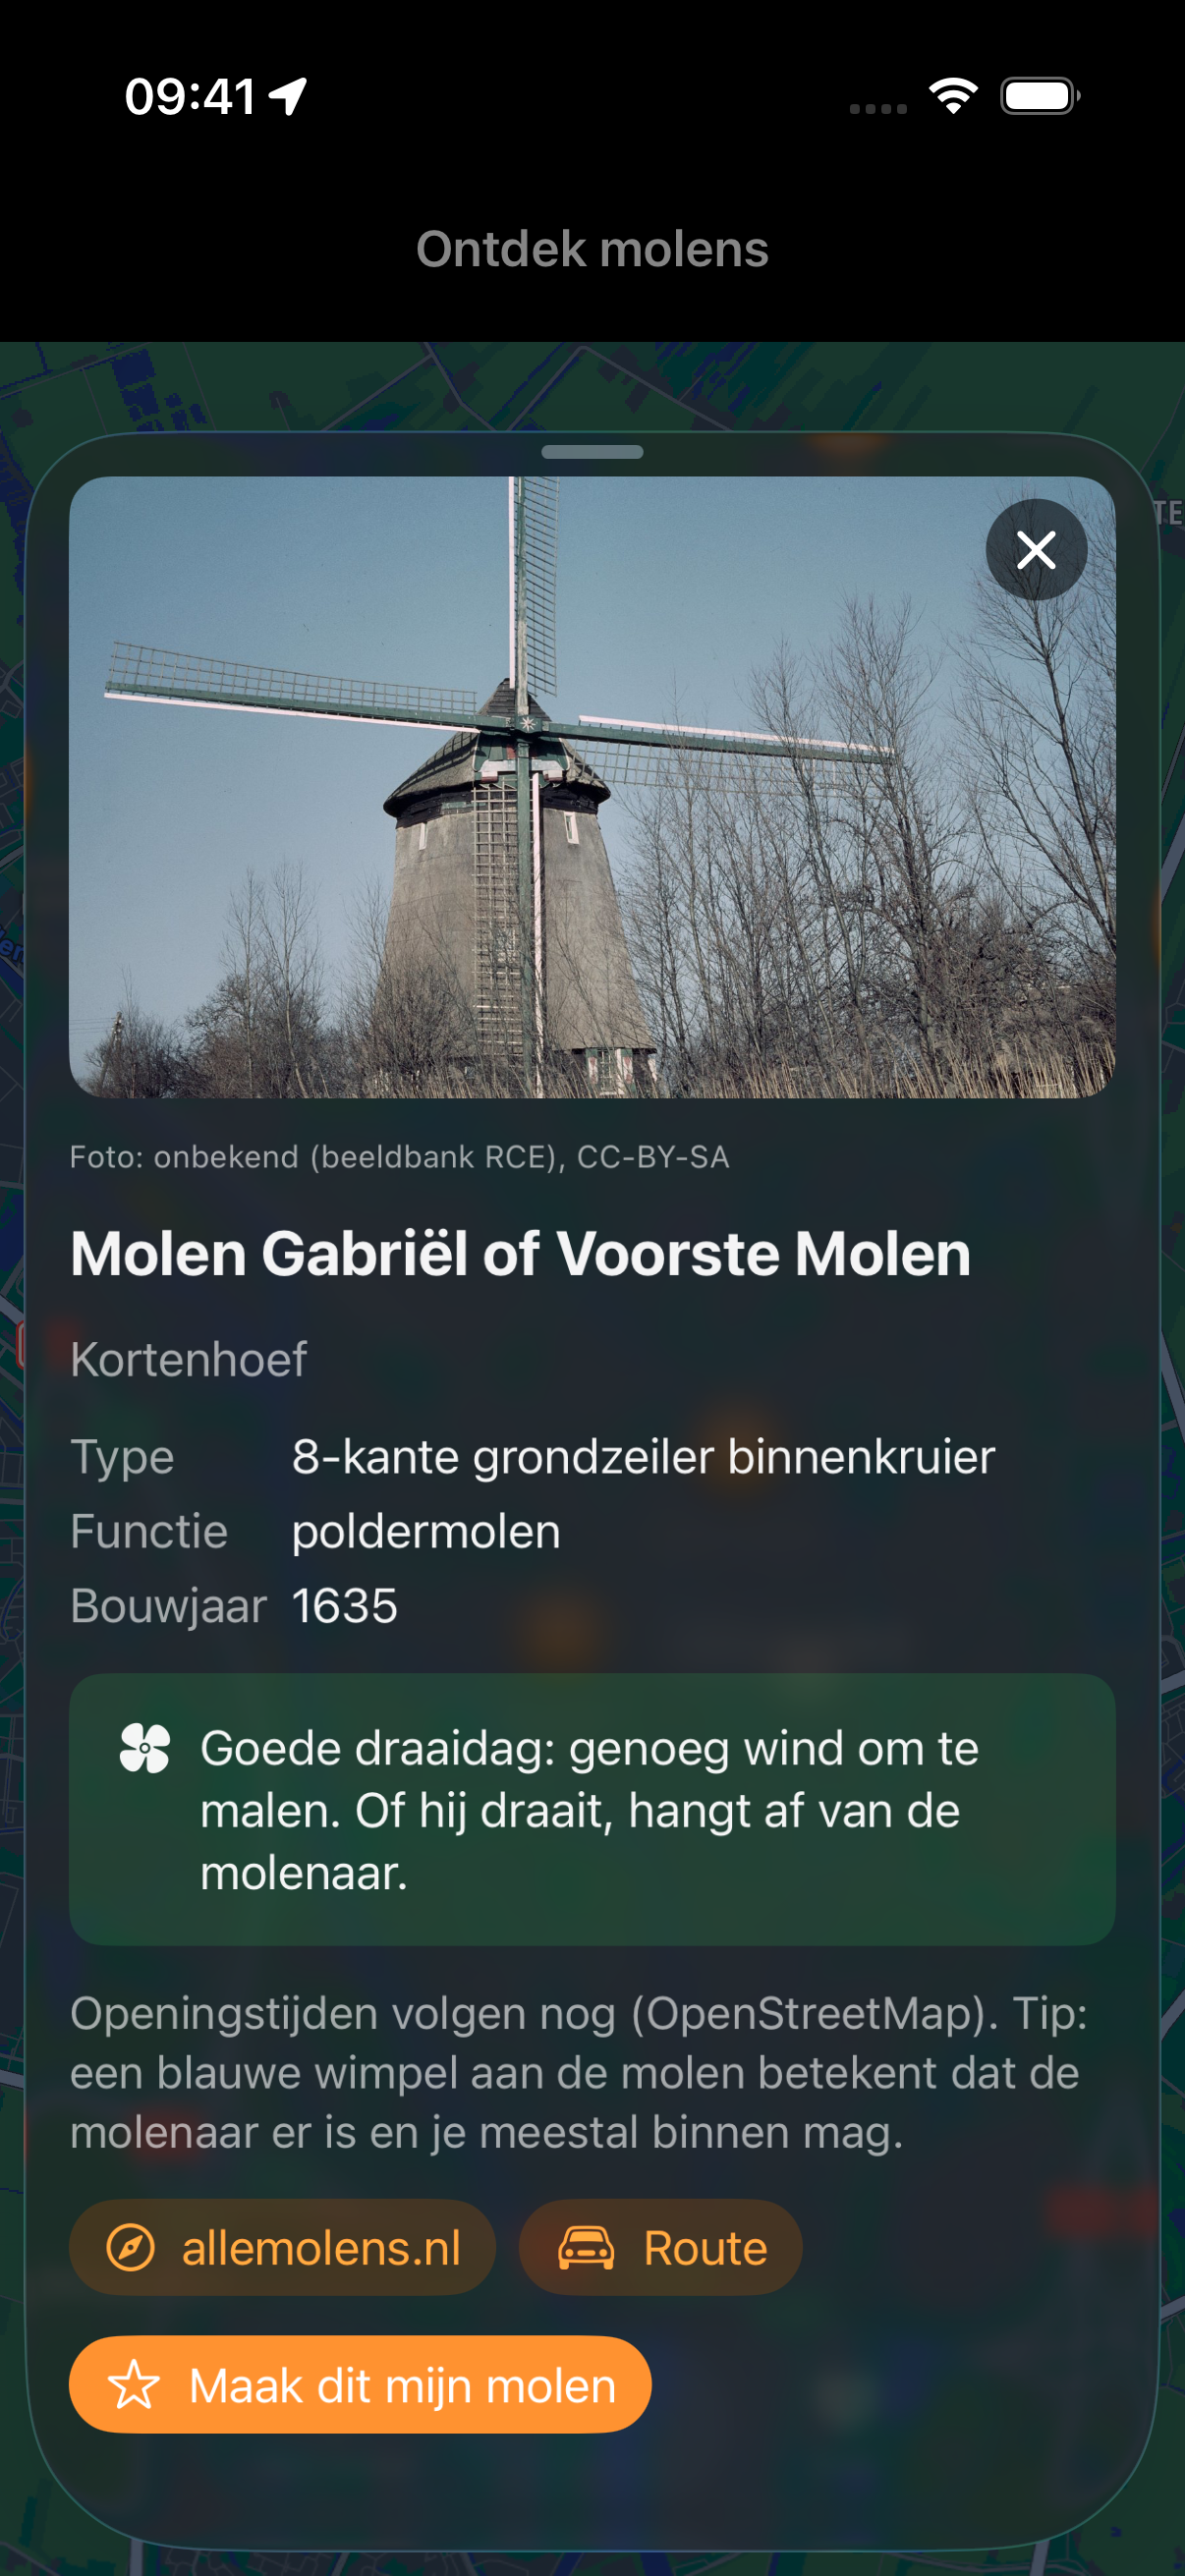 09:41
Ontdek molens
TE
Foto: onbekend (beeldbank RCE), CC-BY-SA
Molen Gabriël of Voorste Molen
Kortenhoef
Type 8-kante grondzeiler binnenkruier
Functie poldermolen
Bouwjaar 1635
Goede draaidag: genoeg wind om te
malen. Of hij draait, hangt af van de
molenaar.
Openingstijden volgen nog (OpenStreetMap). Tip:
een blauwe wimpel aan de molen betekent dat de
molenaar er is en je meestal binnen mag.
allemolens.nl Route
Maak dit mijn molen